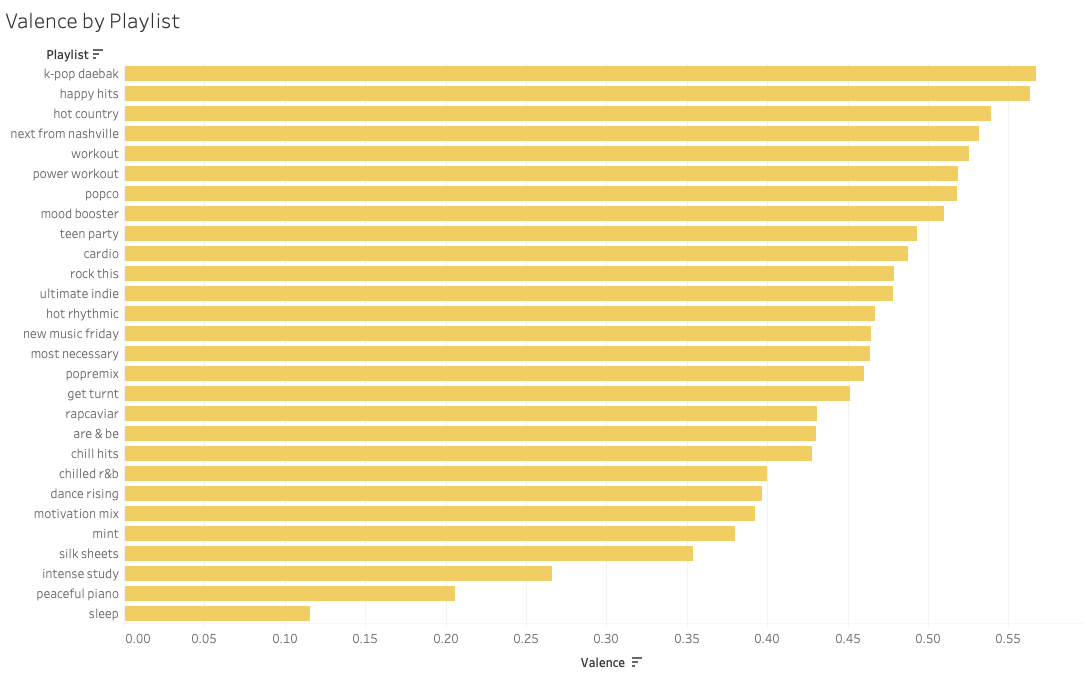 Valence by Playlist
Playlist
k-pop daebak
happy hits
hot country
next from nashville
workout
power workout
popco
mood booster
teen party
cardio
rock this
ultimate indie
hot rhythmic
new music friday
most necessary
popremix
get turnt
rapcaviar
are & be
chill hits
chilled r&b
dance rising
motivation mix
mint
silk sheets
intense study
peaceful piano
sleep
0.00 0.05 0.10 0.15 0.20 0.25 0.30 0.35 0.40 0.45 0.50 0.55
Valence